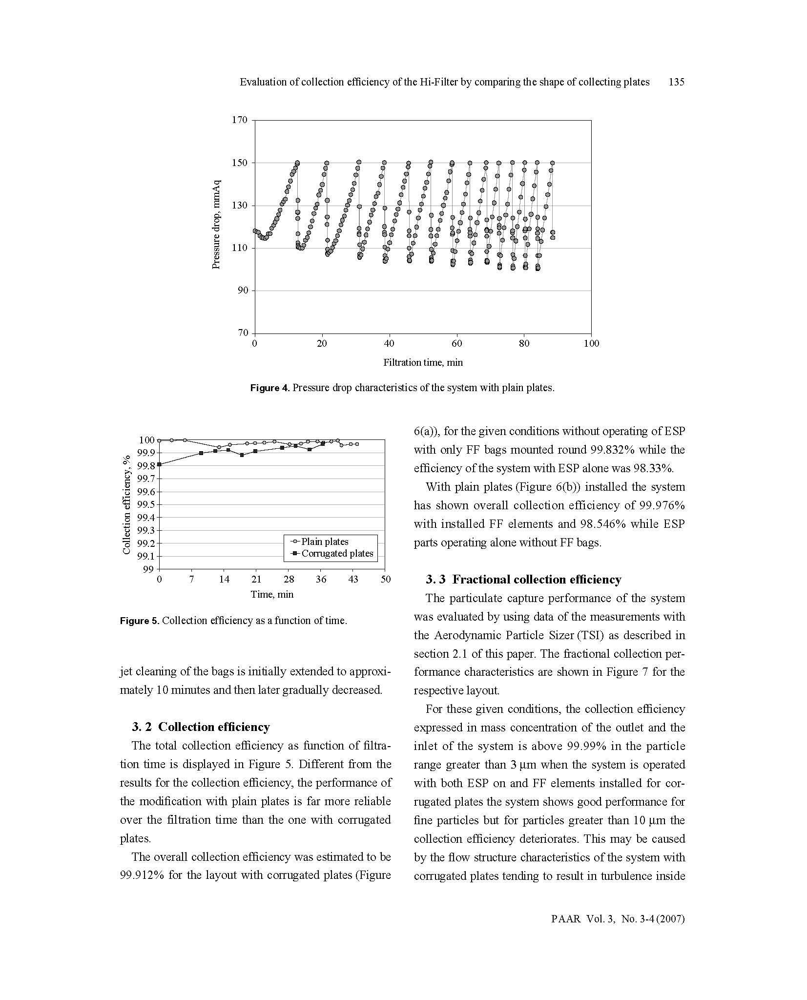 Evaluation of collection efficiency of the Hi-Filter by comparing the shape of collecting plates 135
170
150
130
110
90
70
Pressure drop, mmAq
0 20 40 60 80 100
Filtration time, min
Figure 4. Pressure drop characteristics of the system with plain plates.
100
99.9
99.8
99.7
99.6
99.5
99.4
99.3
99.2
99.1
99
Collection efficiency, %
Plain plates
Corrugated plates
0 7 14 21 28 36 43 50
Time, min
Figure 5. Collection efficiency as a function of time.
jet cleaning of the bags is initially extended to approxi-
mately 10 minutes and then later gradually decreased.
3. 2 Collection efficiency
The total collection efficiency as function of filtra-
tion time is displayed in Figure 5. Different from the
results for the collection efficiency, the performance of
the modification with plain plates is far more reliable
over the filtration time than the one with corrugated
plates.
The overall collection efficiency was estimated to be
99.912% for the layout with corrugated plates (Figure
6(a)), for the given conditions without operating of ESP
with only FF bags mounted round 99.832% while the
efficiency of the system with ESP alone was 98.33%.
With plain plates (Figure 6(b)) installed the system
has shown overall collection efficiency of 99.976%
with installed FF elements and 98.546% while ESP
parts operating alone without FF bags.
3. 3 Fractional collection efficiency
The particulate capture performance of the system
was evaluated by using data of the measurements with
the Aerodynamic Particle Sizer (TSI) as described in
section 2.1 of this paper. The fractional collection per-
formance characteristics are shown in Figure 7 for the
respective layout.
For these given conditions, the collection efficiency
expressed in mass concentration of the outlet and the
inlet of the system is above 99.99% in the particle
range greater than 3 μm when the system is operated
with both ESP on and FF elements installed for cor-
rugated plates the system shows good performance for
fine particles but for particles greater than 10 μm the
collection efficiency deteriorates. This may be caused
by the flow structure characteristics of the system with
corrugated plates tending to result in turbulence inside
PAAR Vol. 3, No. 3-4 (2007)